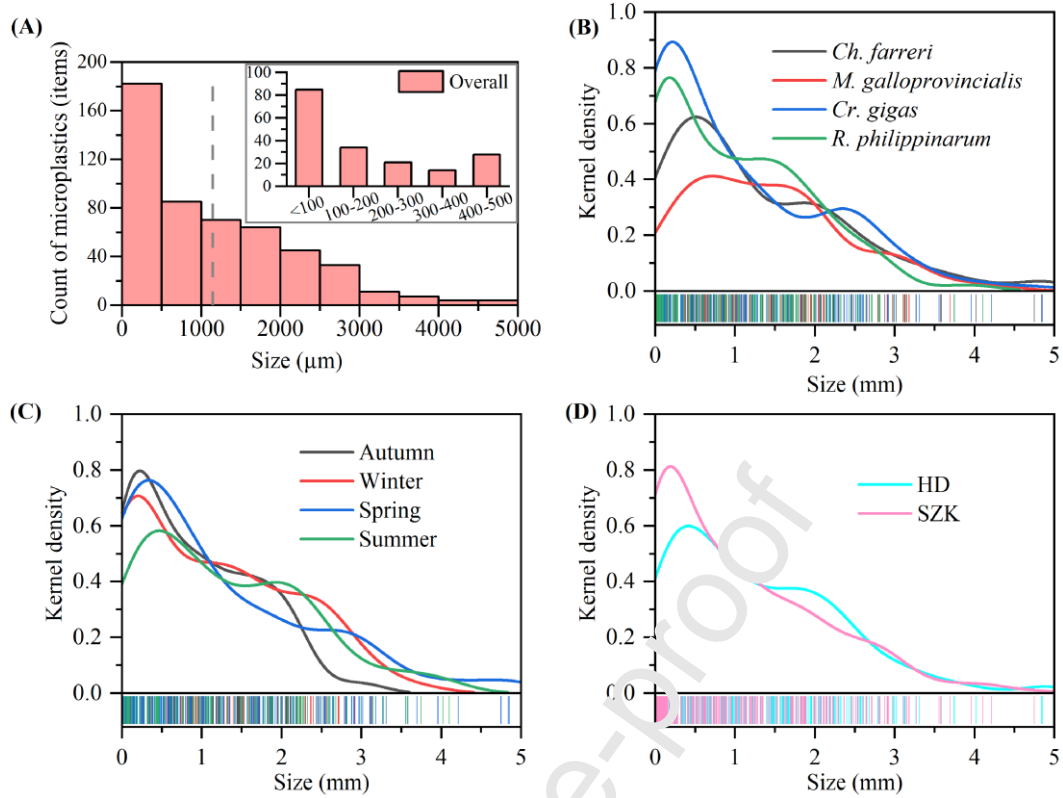 (A)
Count of microplastics (items)
200
160
120
80
40
0
0 1000 2000 3000 4000 5000
Size (µm)
Overall
100
80
60
40
20
0
<100 100-200 200-300 300-400 400-500
(B)
Kernel density
1.0
0.8
0.6
0.4
0.2
0.0
Ch. farreri
M. galloprovincialis
Cr. gigas
R. philippinarum
0 1 2 3 4 5
Size (mm)
(C)
Kernel density
1.0
0.8
0.6
0.4
0.2
0.0
Autumn
Winter
Spring
Summer
0 1 2 3 4 5
Size (mm)
(D)
Kernel density
1.0
0.8
0.6
0.4
0.2
0.0
HD
SZK
0 1 2 3 4 5
Size (mm)
e-proof